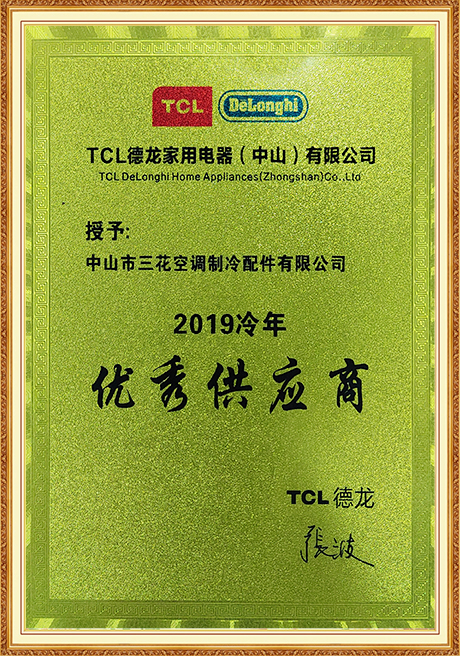 TCL DeLonghi
TCL德龙家用电器（中山）有限公司
TCL DeLonghi Home Appliances(Zhongshan)Co.,Ltd
授予:
中山市三花空调制冷配件有限公司
2019冷年
优秀供应商
TCL 德龙
張波